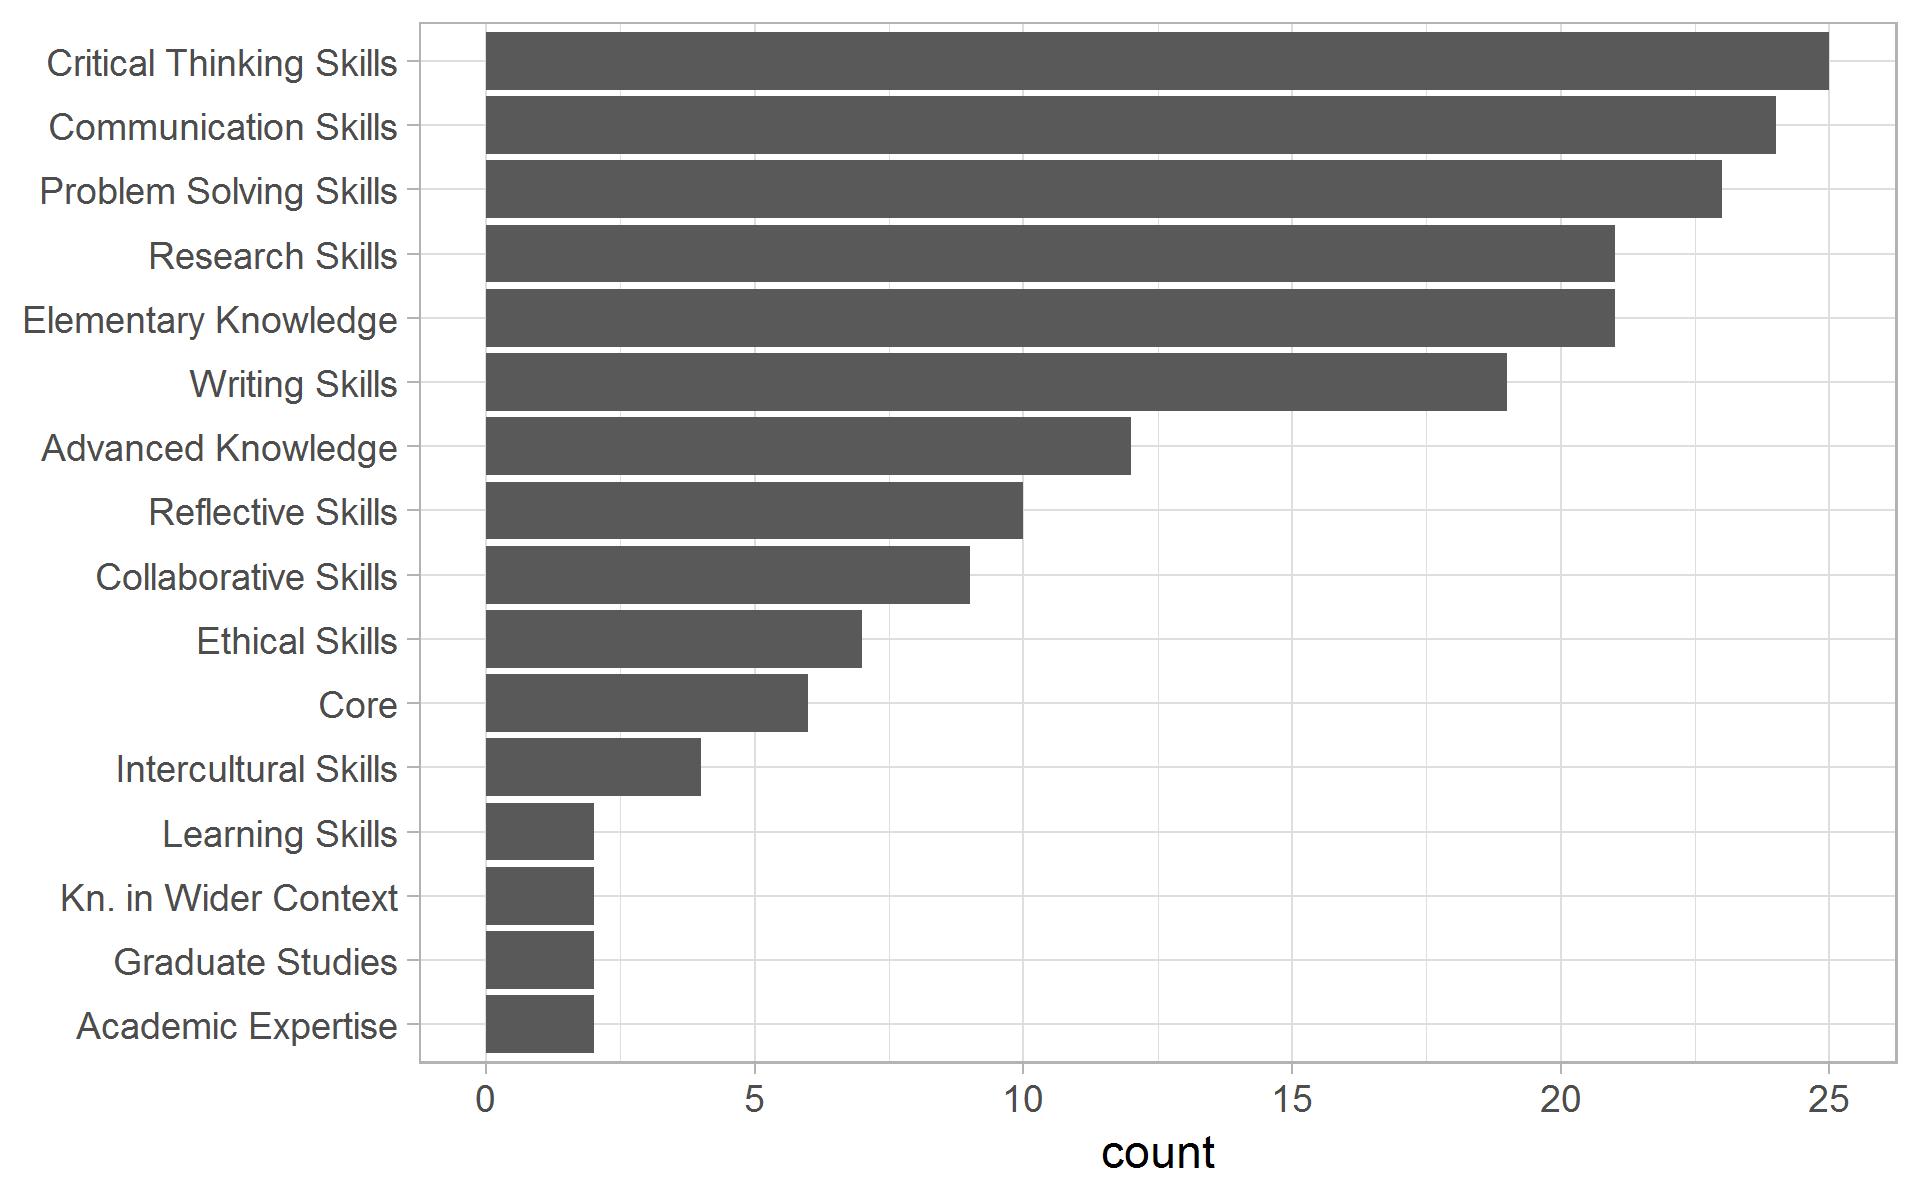 Critical Thinking Skills
Communication Skills
Problem Solving Skills
Research Skills
Elementary Knowledge
Writing Skills
Advanced Knowledge
Reflective Skills
Collaborative Skills
Ethical Skills
Core
Intercultural Skills
Learning Skills
Kn. in Wider Context
Graduate Studies
Academic Expertise
0 5 10 15 20 25
count